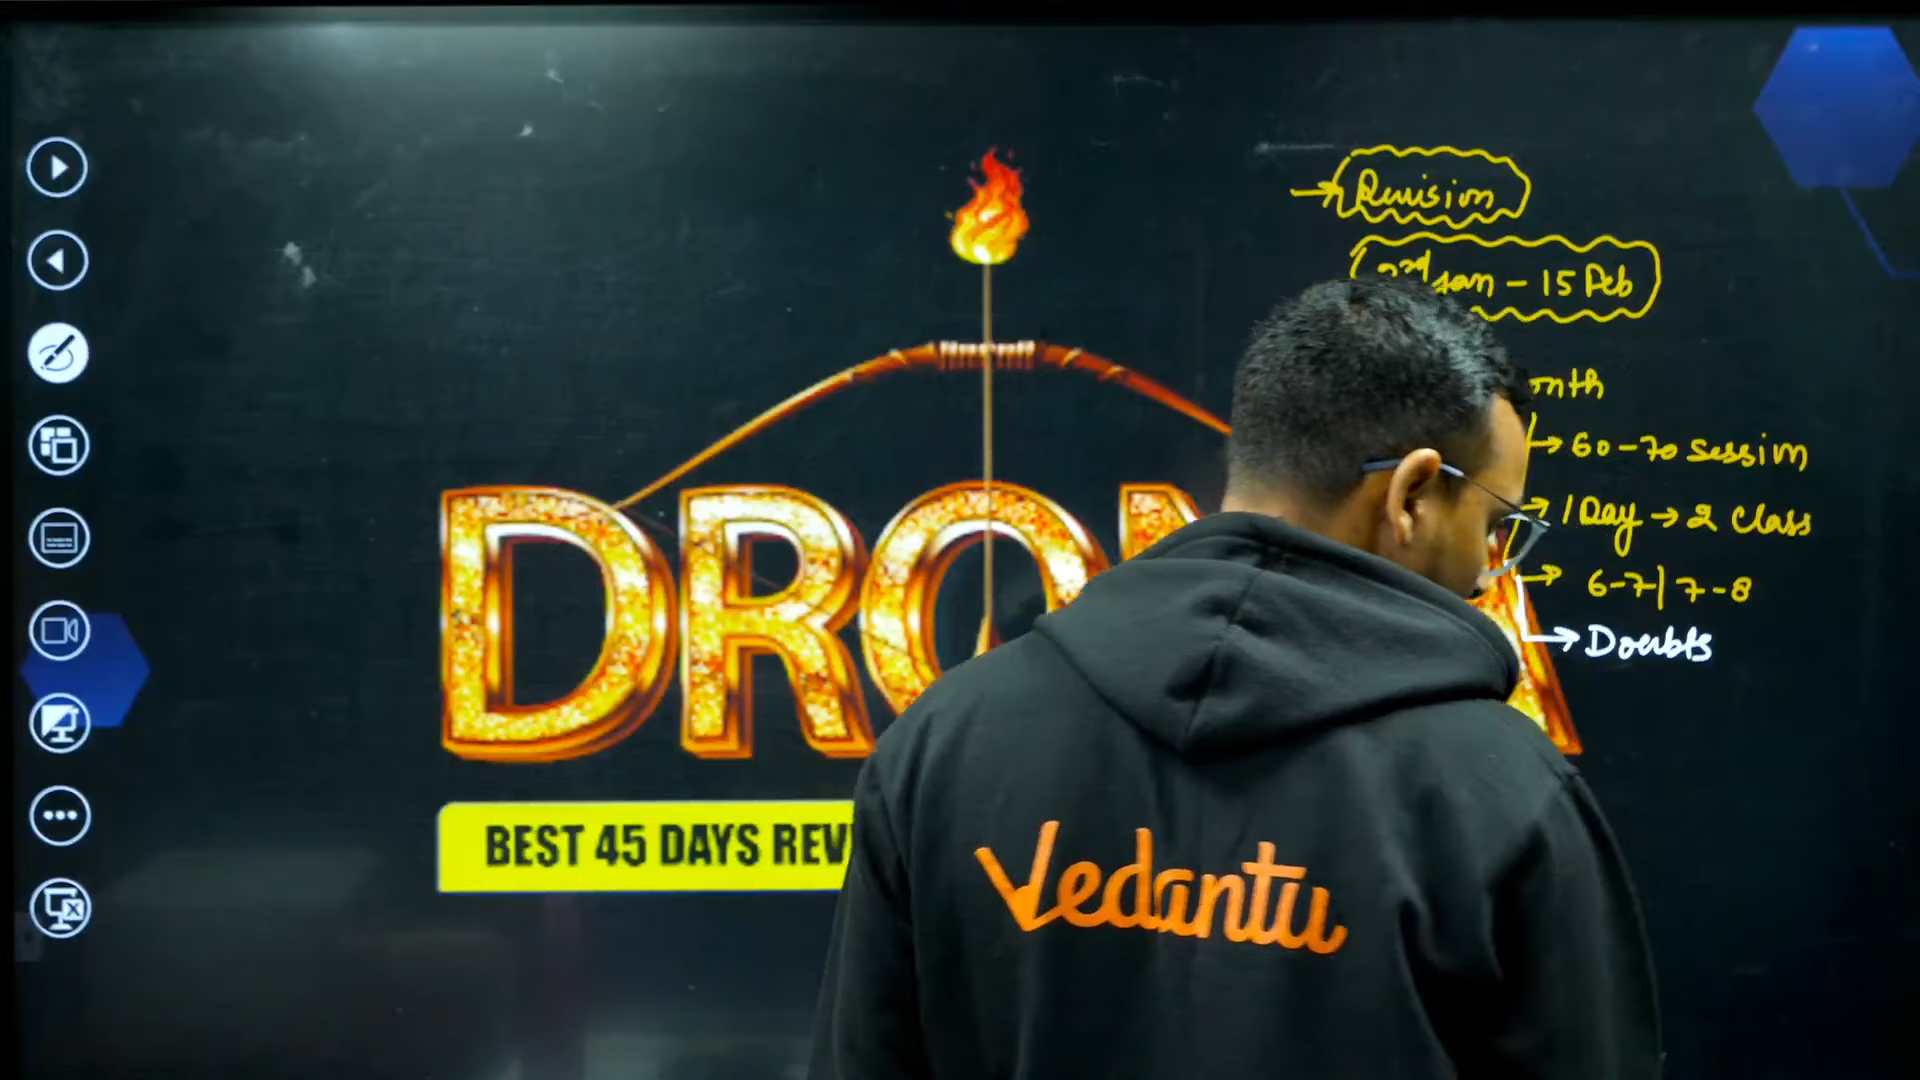 Revision
Jan - 15 Feb
60-70 Session
1 Day → 2 Class
6-7 | 7-8
Doubts
DRO
BEST 45 DAYS REV
Vedantu